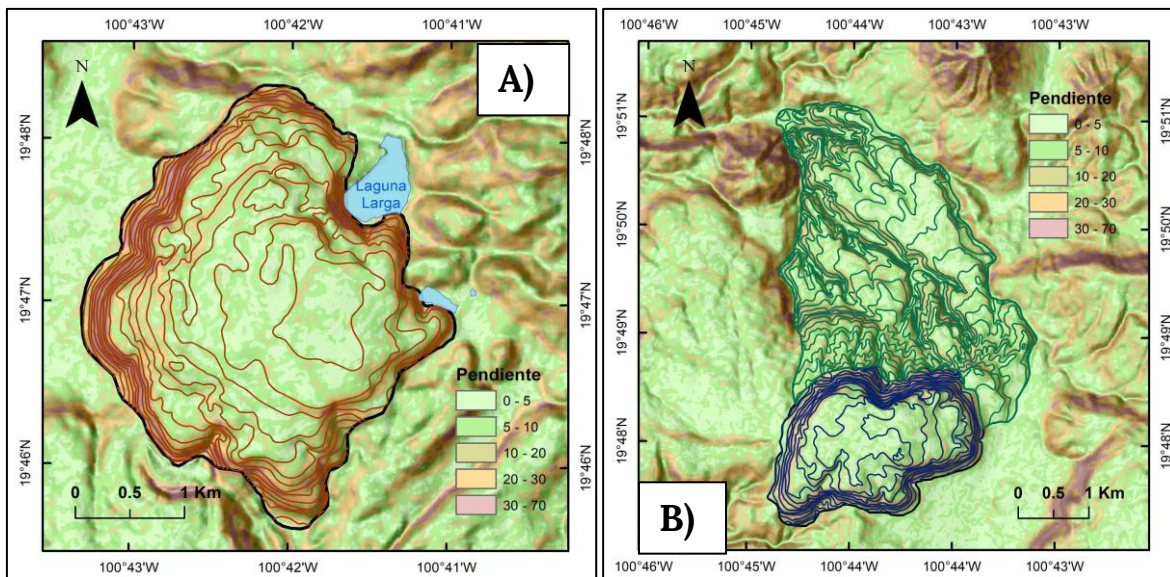 100°43'W 100°42'W 100°41'W
N
A)
19°48'N 19°48'N
Laguna
Larga
19°47'N 19°47'N
Pendiente
0 - 5
5 - 10
10 - 20
20 - 30
30 - 70
19°46'N 19°46'N
0 0.5 1 Km
100°43'W 100°42'W 100°41'W
100°46'W 100°45'W 100°44'W 100°43'W 100°43'W
N
Pendiente
0 - 5
5 - 10
10 - 20
20 - 30
30 - 70
19°51'N 19°51'N
19°50'N 19°50'N
19°49'N 19°49'N
19°48'N 19°48'N
B)
0 0.5 1 Km
100°46'W 100°45'W 100°44'W 100°44'W 100°43'W